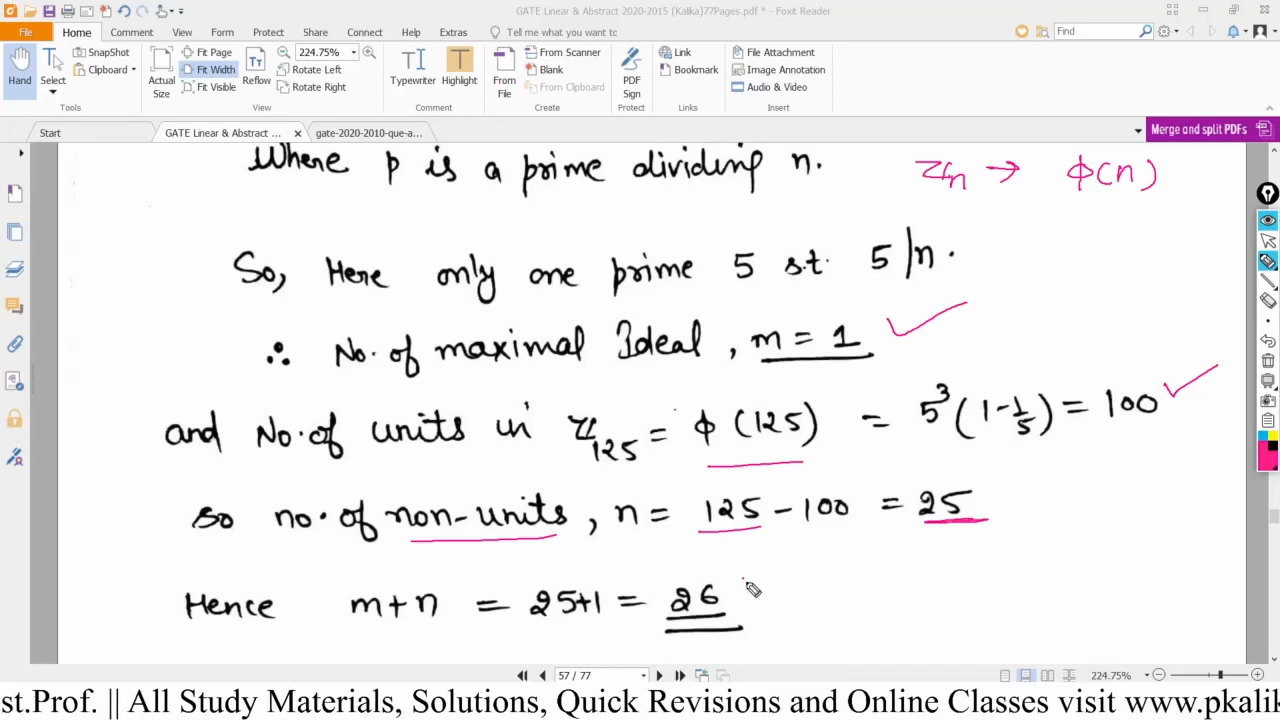 GATE Linear & Abstract 2020-2015 (Kalika)77Pages.pdf * - Foxit Reader
File Home Comment View Form Protect Share Connect Help Extras Tell me what you want to Find
Hand Select SnapShot Clipboard Actual Size Fit Page Fit Width Fit Visible Reflow 224.75% Rotate Left Rotate Right Typewriter Highlight From File From Scanner Blank From Clipboard PDF Sign Link Bookmark File Attachment Image Annotation Audio & Video
Tools View Comment Create Protect Links Insert
Start GATE Linear & Abstract ... gate-2020-2010-que-a... Merge and split PDFs
Where p is a prime dividing n. ℤn → ϕ(n)
So, Here only one prime 5 s.t. 5/n.
∴ No. of maximal Ideal, m = 1
and No. of units in ℤ125 = ϕ(125) = 5³(1-1/5) = 100
so no. of non-units, n = 125 - 100 = 25
Hence m+n = 25+1 = 26
57 / 77 224.75%
st.Prof. || All Study Materials, Solutions, Quick Revisions and Online Classes visit www.pkalik